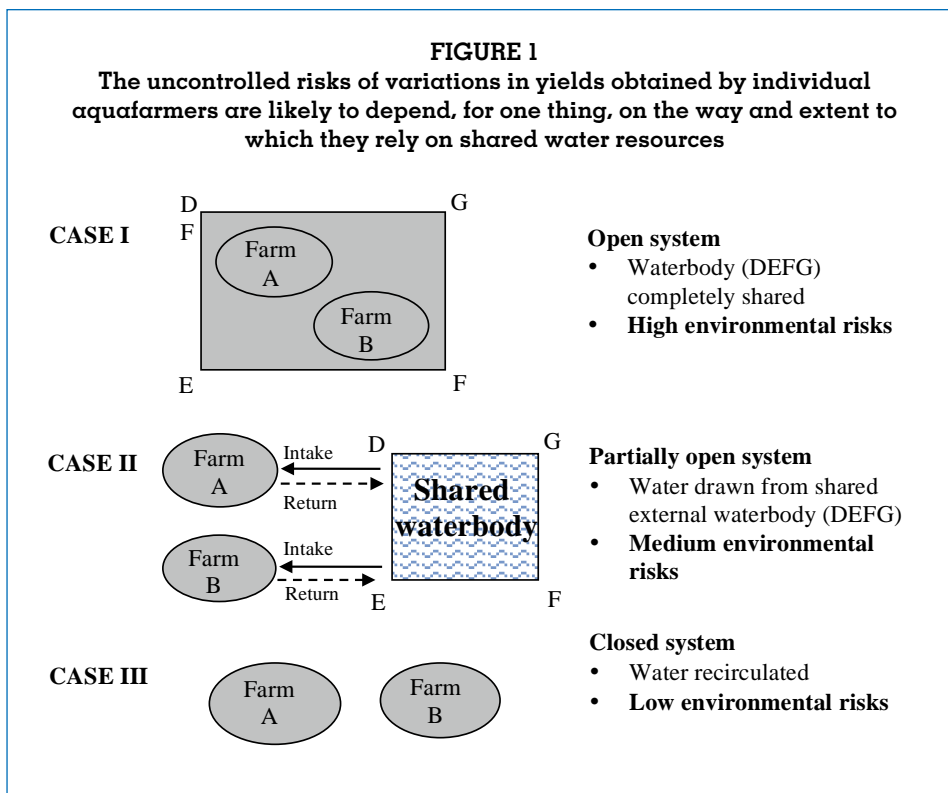 FIGURE 1
The uncontrolled risks of variations in yields obtained by individual
aquafarmers are likely to depend, for one thing, on the way and extent to
which they rely on shared water resources
CASE I
D
F
G
E
F
Farm
A
Farm
B
Open system
• Waterbody (DEFG)
completely shared
• High environmental risks
CASE II
Farm
A
Intake
Return
Farm
B
Intake
Return
D
G
E
F
Shared
waterbody
Partially open system
• Water drawn from shared
external waterbody (DEFG)
• Medium environmental
risks
CASE III
Farm
A
Farm
B
Closed system
• Water recirculated
• Low environmental risks